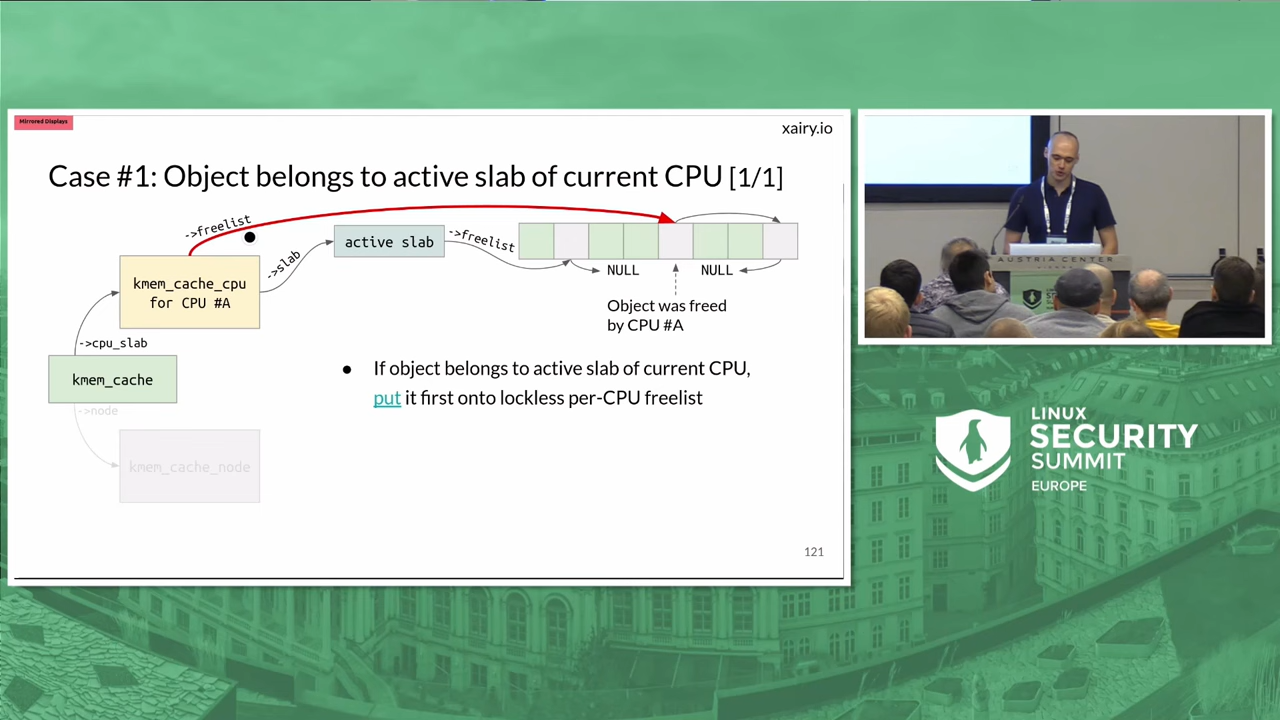 Mirrored Displays
xairy.io
Case #1: Object belongs to active slab of current CPU [1/1]
->freelist
active slab
->freelist
->slab
kmem_cache_cpu
for CPU #A
NULL
NULL
Object was freed
by CPU #A
->cpu_slab
kmem_cache
->node
kmem_cache_node
● If object belongs to active slab of current CPU,
put it first onto lockless per-CPU freelist
121
AUSTRIA CENTER
LINUX
SECURITY
SUMMIT
EUROPE